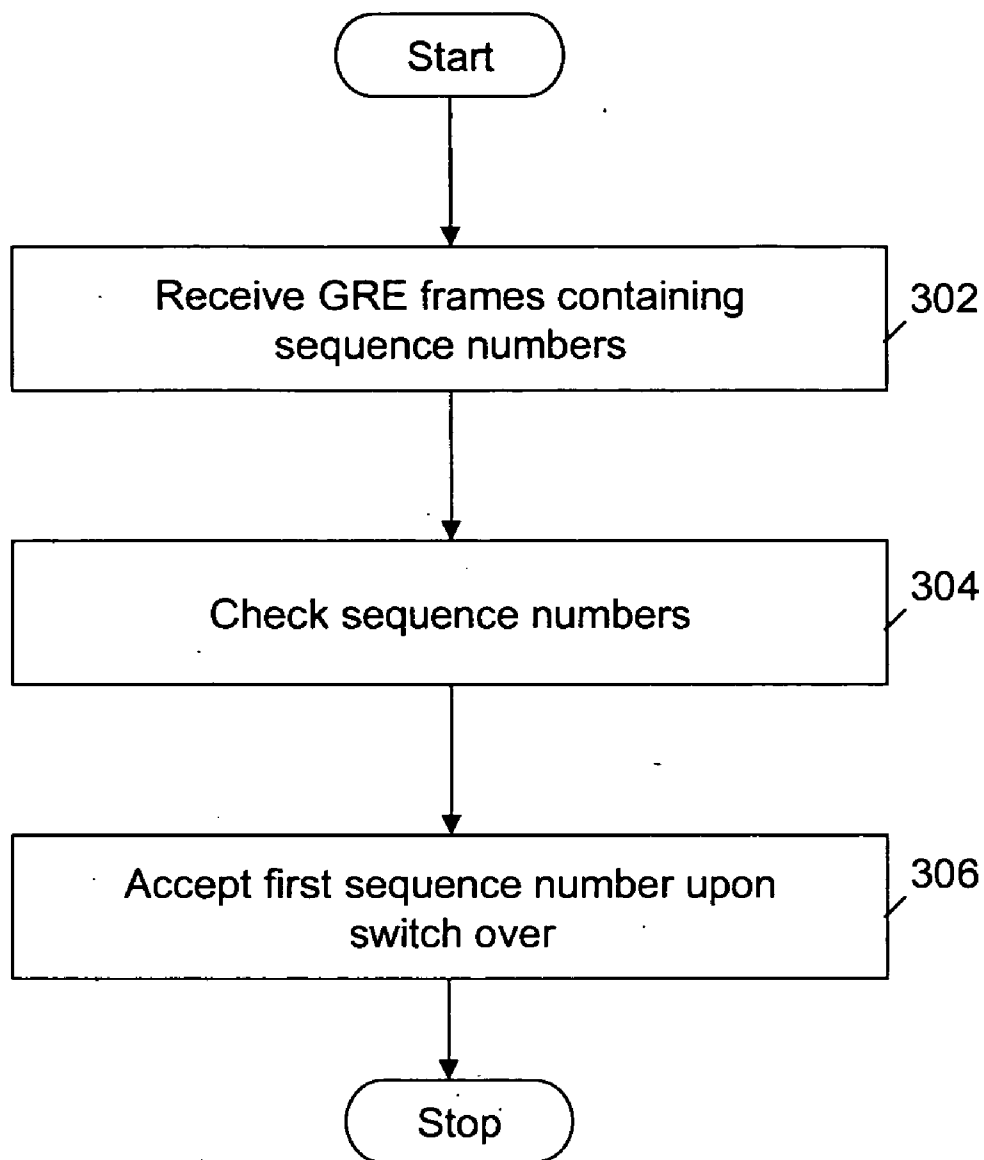 Start
Receive GRE frames containing
sequence numbers
302
Check sequence numbers
304
Accept first sequence number upon
switch over
306
Stop